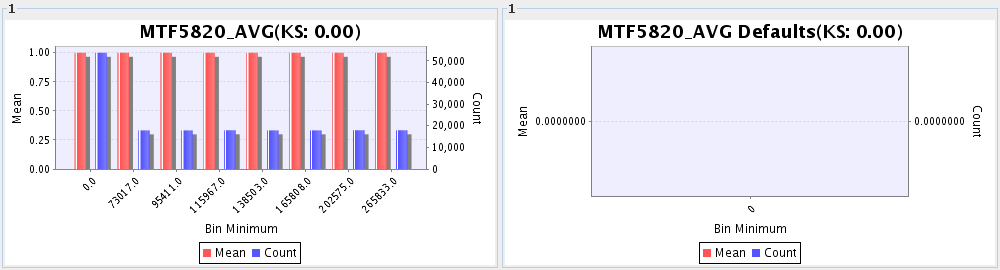 1
MTF5820_AVG(KS: 0.00)
1.00
0.75
0.50
0.25
0.00
Mean
50,000
40,000
30,000
20,000
10,000
0
Count
0.0
73017.0
95411.0
115967.0
138503.0
165808.0
202575.0
265833.0
Bin Minimum
Mean Count
1
MTF5820_AVG Defaults(KS: 0.00)
Mean
0.0000000
0.0000000
Count
0
Bin Minimum
Mean Count